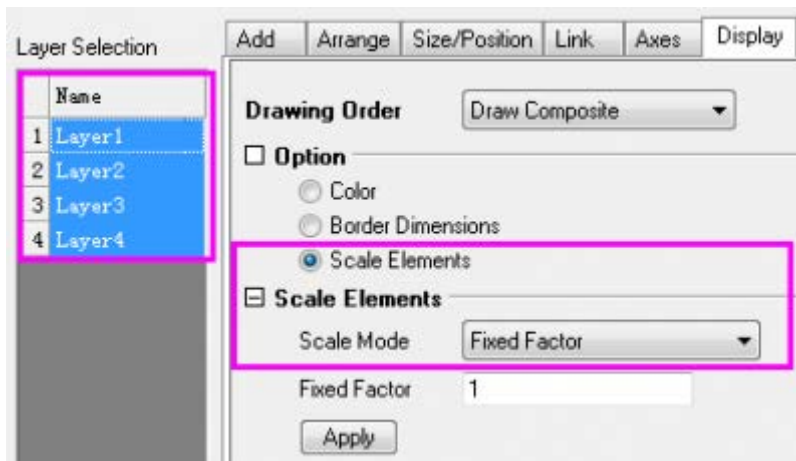 Layer Selection
Name
1 Layer1
2 Layer2
3 Layer3
4 Layer4
Add Arrange Size/Position Link Axes Display
Drawing Order Draw Composite
Option
Color
Border Dimensions
Scale Elements
Scale Elements
Scale Mode Fixed Factor
Fixed Factor 1
Apply